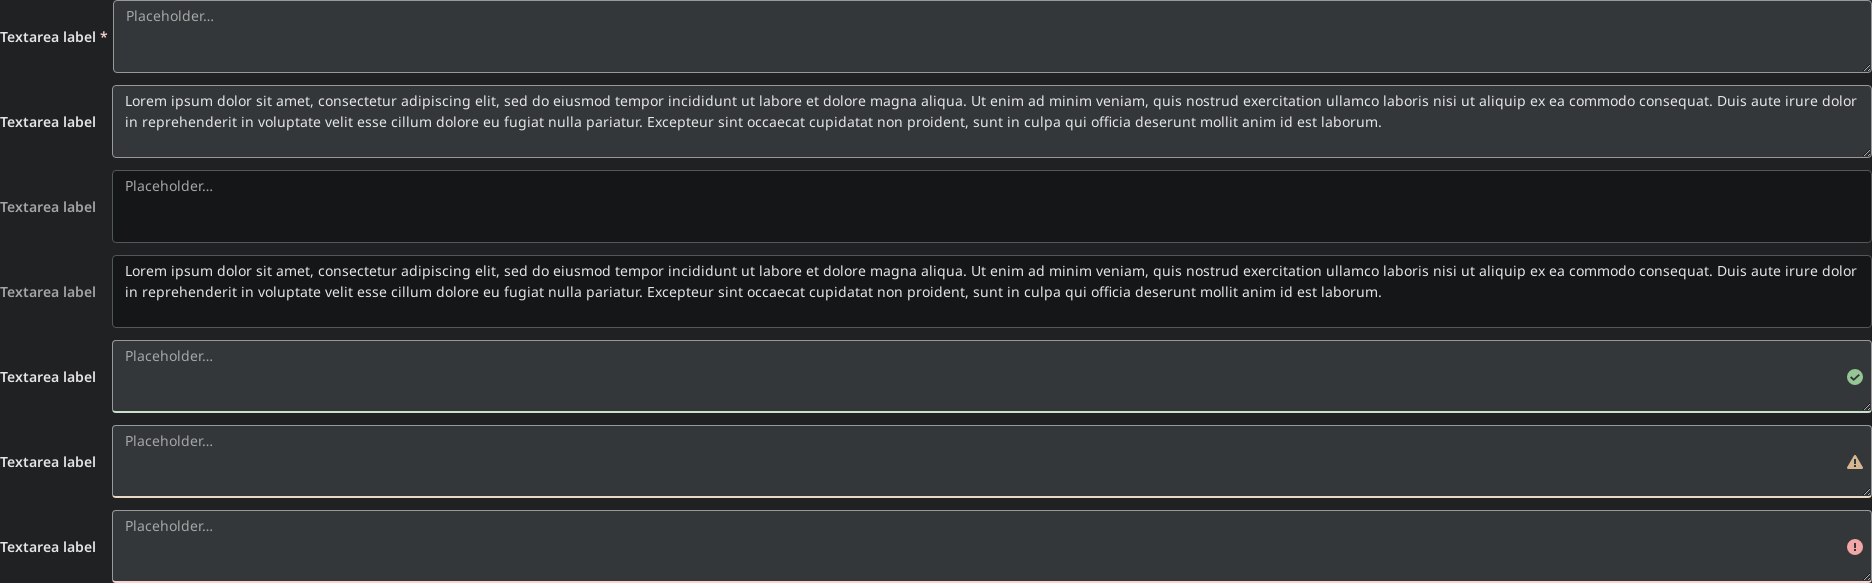 Textarea label *
Placeholder...
Textarea label
Lorem ipsum dolor sit amet, consectetur adipiscing elit, sed do eiusmod tempor incididunt ut labore et dolore magna aliqua. Ut enim ad minim veniam, quis nostrud exercitation ullamco laboris nisi ut aliquip ex ea commodo consequat. Duis aute irure dolor
in reprehenderit in voluptate velit esse cillum dolore eu fugiat nulla pariatur. Excepteur sint occaecat cupidatat non proident, sunt in culpa qui officia deserunt mollit anim id est laborum.
Textarea label
Placeholder...
Textarea label
Lorem ipsum dolor sit amet, consectetur adipiscing elit, sed do eiusmod tempor incididunt ut labore et dolore magna aliqua. Ut enim ad minim veniam, quis nostrud exercitation ullamco laboris nisi ut aliquip ex ea commodo consequat. Duis aute irure dolor
in reprehenderit in voluptate velit esse cillum dolore eu fugiat nulla pariatur. Excepteur sint occaecat cupidatat non proident, sunt in culpa qui officia deserunt mollit anim id est laborum.
Textarea label
Placeholder...
Textarea label
Placeholder...
Textarea label
Placeholder...